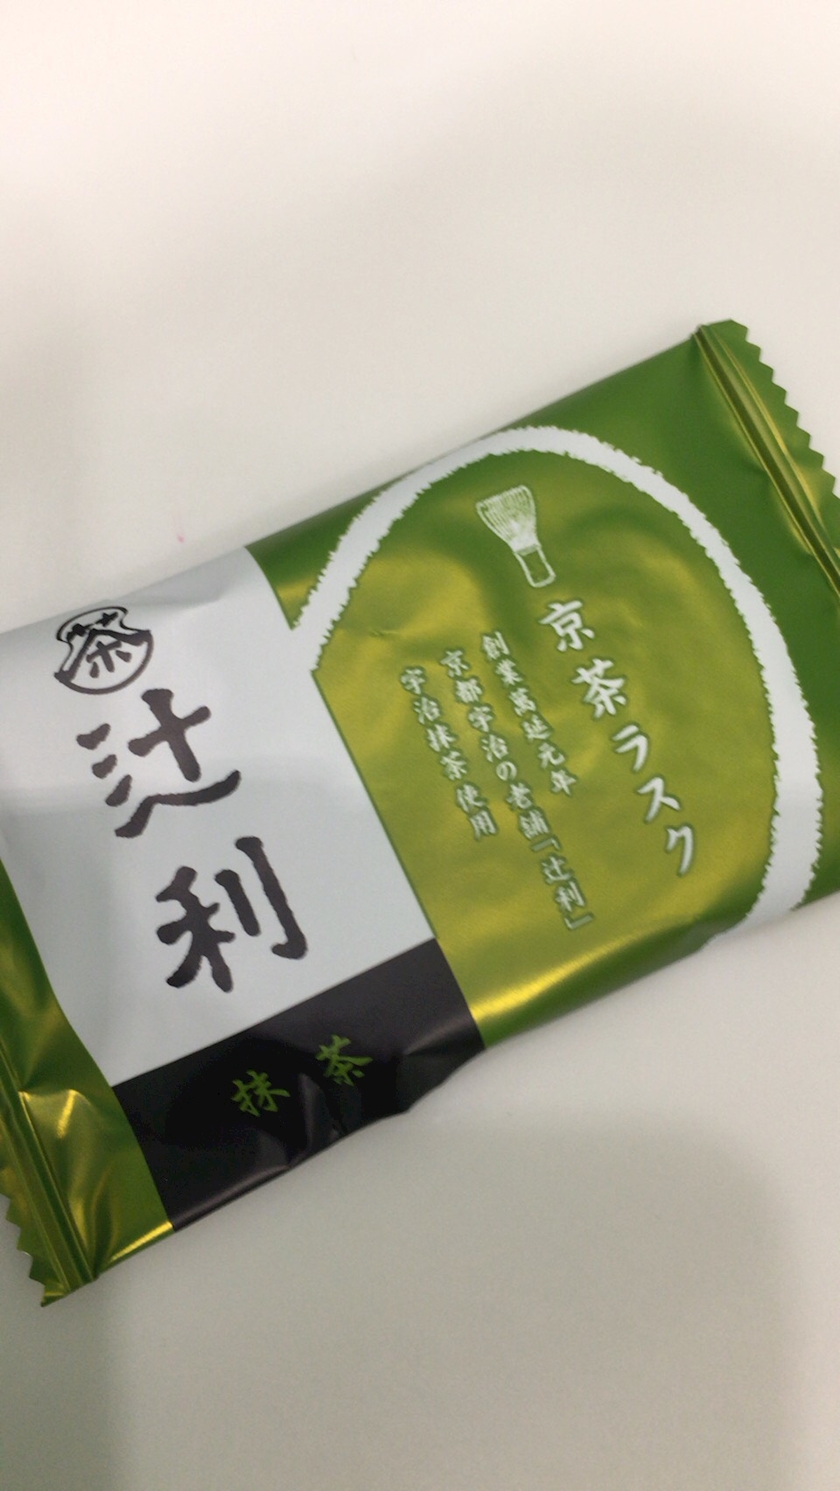 茶
辻利
抹茶
京茶ラスク
創業萬延元年
京都宇治の老舗「辻利」
宇治抹茶使用